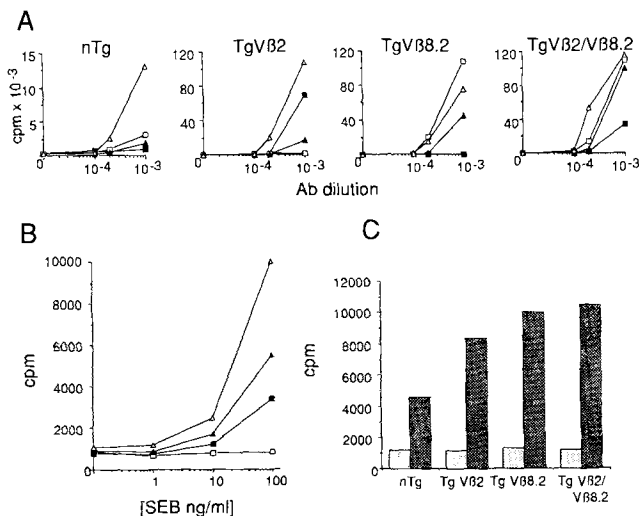 A
nTg
TgVß2
TgVß8.2
TgVß2/Vß8.2
cpm x 10⁻³
15
10
5
0
120
80
40
0
120
80
40
0
120
80
40
0
0 10⁻⁴ 10⁻³
0 10⁻⁴ 10⁻³
0 10⁻⁴ 10⁻³
0 10⁻⁴ 10⁻³
Ab dilution
B
cpm
10000
8000
6000
4000
2000
0
1 10 100
[SEB ng/ml]
C
cpm
12000
10000
8000
6000
4000
2000
0
nTg
Tg Vß2
Tg Vß8.2
Tg Vß2/
Vß8.2